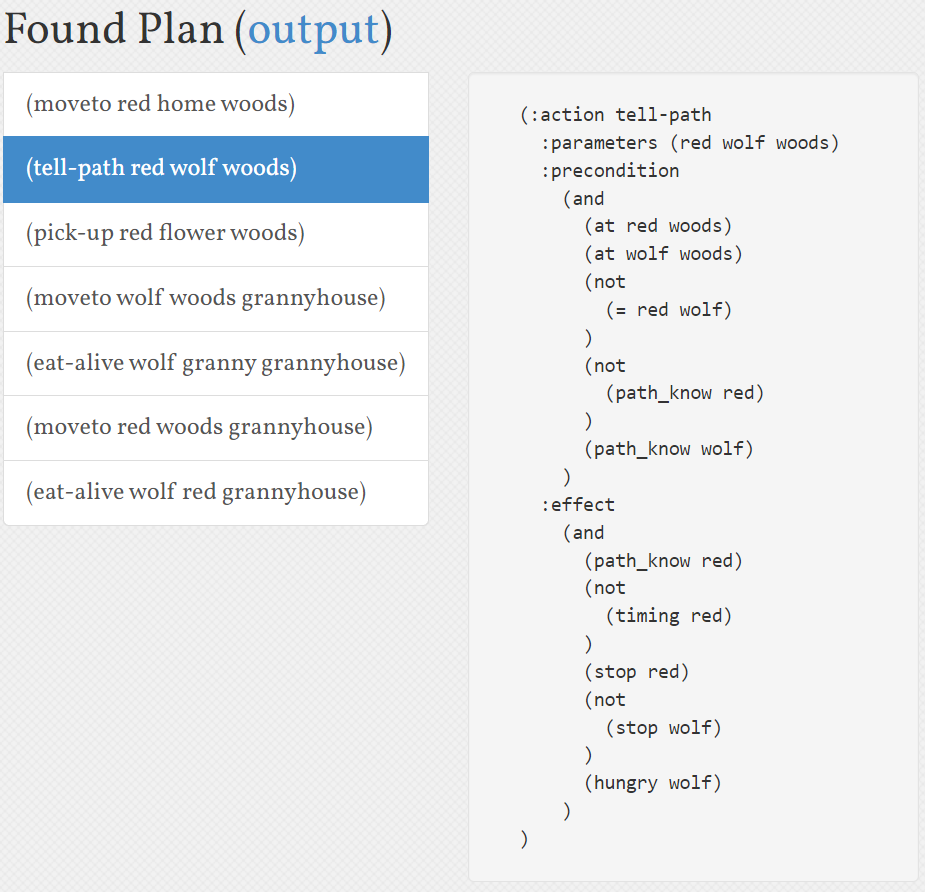 Found Plan (output)
(moveto red home woods)
(tell-path red wolf woods)
(pick-up red flower woods)
(moveto wolf woods grannyhouse)
(eat-alive wolf granny grannyhouse)
(moveto red woods grannyhouse)
(eat-alive wolf red grannyhouse)
(:action tell-path
:parameters (red wolf woods)
:precondition
(and
(at red woods)
(at wolf woods)
(not
(= red wolf)
)
(not
(path_know red)
)
(path_know wolf)
)
:effect
(and
(path_know red)
(not
(timing red)
)
(stop red)
(not
(stop wolf)
)
(hungry wolf)
)
)